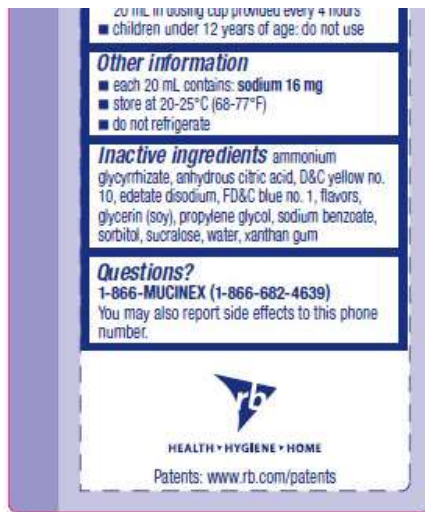 20 mL in dosing cup provided every 4 hours
■ children under 12 years of age: do not use
Other information
■ each 20 mL contains: sodium 16 mg
■ store at 20-25°C (68-77°F)
■ do not refrigerate
Inactive ingredients ammonium
glycyrrhizate, anhydrous citric acid, D&C yellow no.
10, edetate disodium, FD&C blue no. 1, flavors,
glycerin (soy), propylene glycol, sodium benzoate,
sorbitol, sucralose, water, xanthan gum
Questions?
1-866-MUCINEX (1-866-682-4639)
You may also report side effects to this phone
number.
rb
HEALTH • HYGIENE • HOME
Patents: www.rb.com/patents